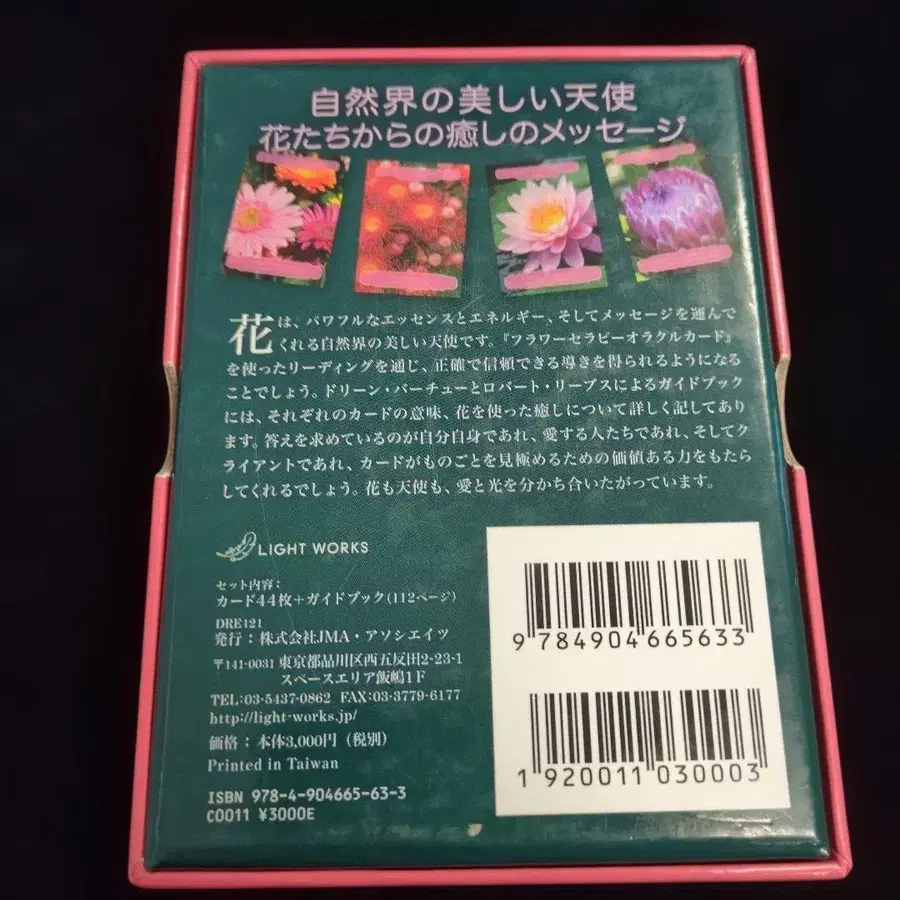 自然界の美しい天使
花たちからの癒しのメッセージ
花は、パワフルなエッセンスとエネルギー、そしてメッセージを運んで
くれる自然界の美しい天使です。『フラワーセラピーオラクルカード』
を使ったリーディングを通じ、正確で信頼できる導きを得られるようになる
ことでしょう。ドリーン・バーチューとロバート・リーブスによるガイドブック
には、それぞれのカードの意味、花を使った癒しについて詳しく記してあり
ます。答えを求めているのが自分自身であれ、愛する人たちであれ、そしてク
ライアントであれ、カードがものごとを見極めるための価値ある力をもたら
してくれるでしょう。花も天使も、愛と光を分かち合いたがっています。
LIGHT WORKS
セット内容：
カード44枚＋ガイドブック（112ページ）
DRE121
発行：株式会社JMA・アソシエイツ
〒141-0031 東京都品川区西五反田2-23-1
スペースエリア飯嶋1F
TEL:03-5437-0862 FAX:03-3779-6177
http://light-works.jp/
価格：本体3,000円（税別）
Printed in Taiwan
ISBN 978-4-904665-63-3
C0011 ¥3000E
9 784904 665633
1 920011 030003